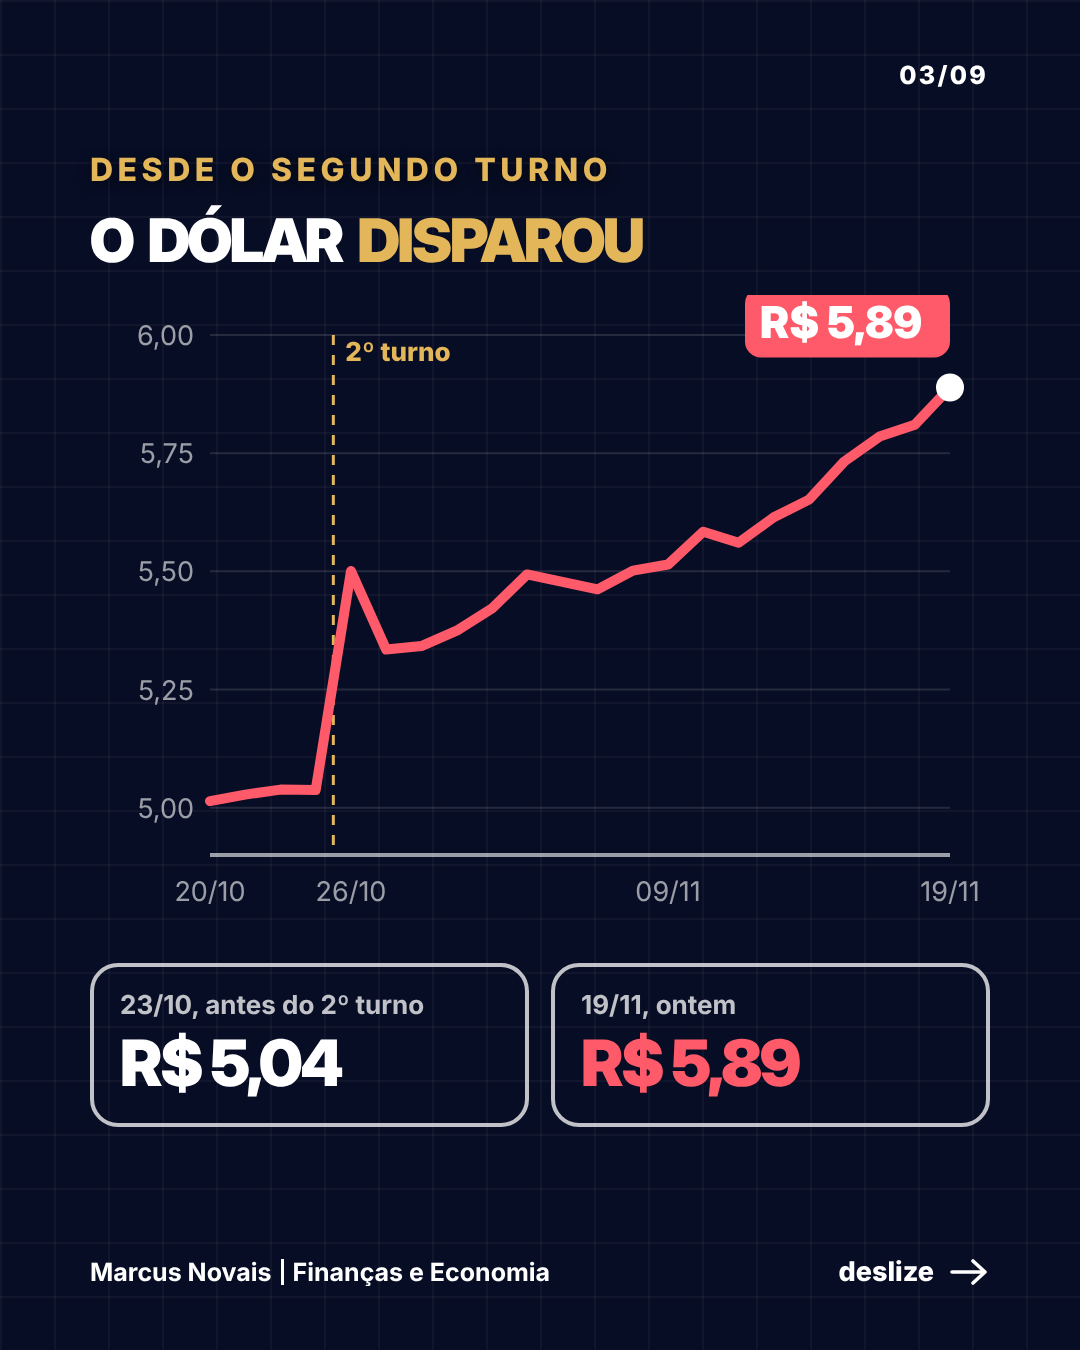 03/09
DESDE O SEGUNDO TURNO
O DÓLAR DISPAROU
R$ 5,89
6,00
2º turno
5,75
5,50
5,25
5,00
20/10 26/10 09/11 19/11
23/10, antes do 2º turno
R$ 5,04
19/11, ontem
R$ 5,89
Marcus Novais | Finanças e Economia
deslize →